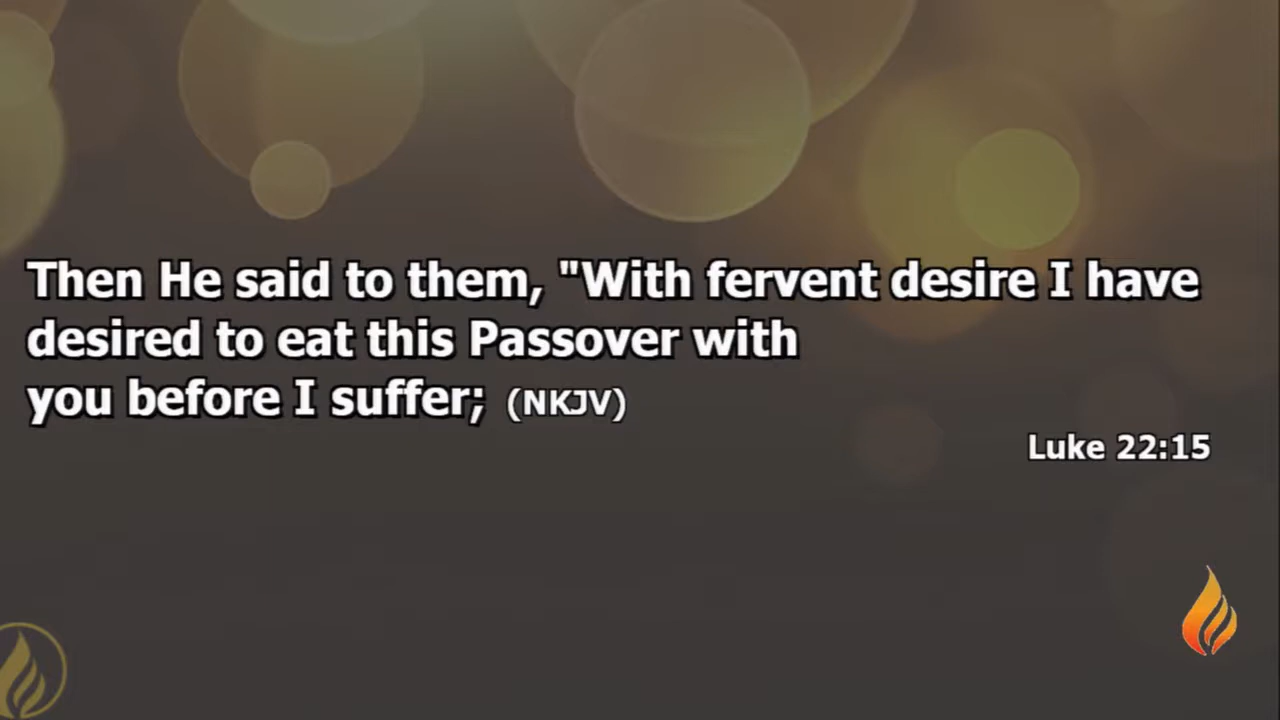 Then He said to them, "With fervent desire I have
desired to eat this Passover with
you before I suffer; (NKJV)
Luke 22:15